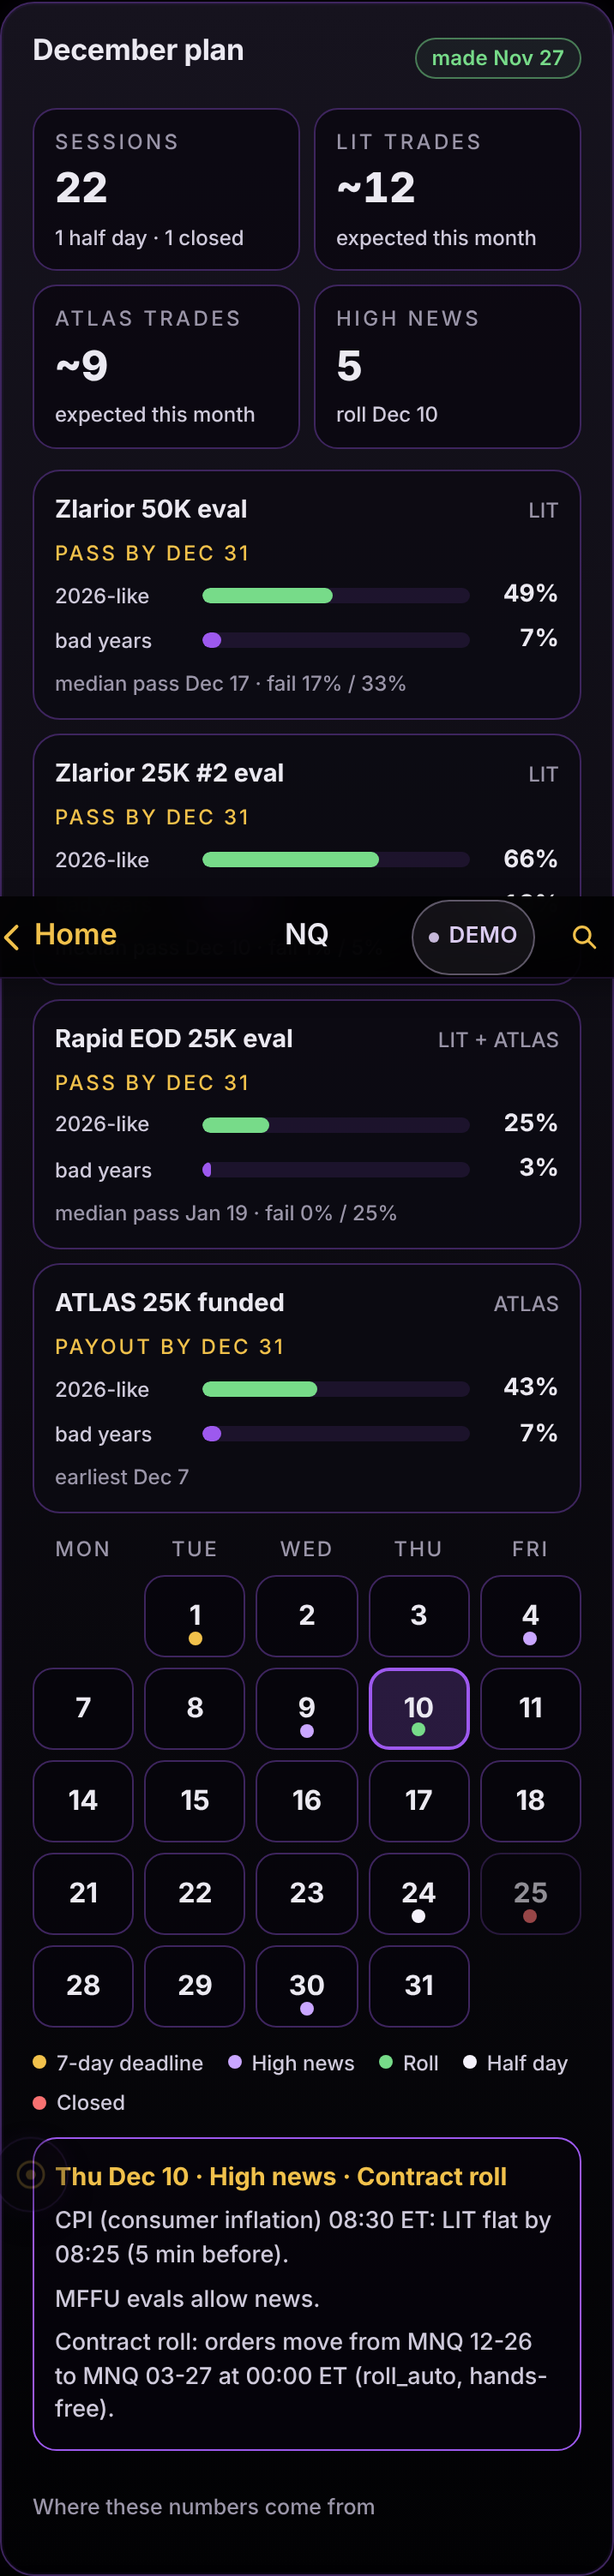 December plan
made Nov 27
SESSIONS
22
1 half day · 1 closed
LIT TRADES
~12
expected this month
ATLAS TRADES
~9
expected this month
HIGH NEWS
5
roll Dec 10
Zlarior 50K eval
LIT
PASS BY DEC 31
2026-like
49%
bad years
7%
median pass Dec 17 · fail 17% / 33%
Zlarior 25K #2 eval
LIT
PASS BY DEC 31
2026-like
66%
Home
NQ
DEMO
Rapid EOD 25K eval
LIT + ATLAS
PASS BY DEC 31
2026-like
25%
bad years
3%
median pass Jan 19 · fail 0% / 25%
ATLAS 25K funded
ATLAS
PAYOUT BY DEC 31
2026-like
43%
bad years
7%
earliest Dec 7
MON TUE WED THU FRI
1 2 3 4
7 8 9 10 11
14 15 16 17 18
21 22 23 24 25
28 29 30 31
7-day deadline High news Roll Half day
Closed
Thu Dec 10 · High news · Contract roll
CPI (consumer inflation) 08:30 ET: LIT flat by
08:25 (5 min before).
MFFU evals allow news.
Contract roll: orders move from MNQ 12-26
to MNQ 03-27 at 00:00 ET (roll_auto, hands-
free).
Where these numbers come from